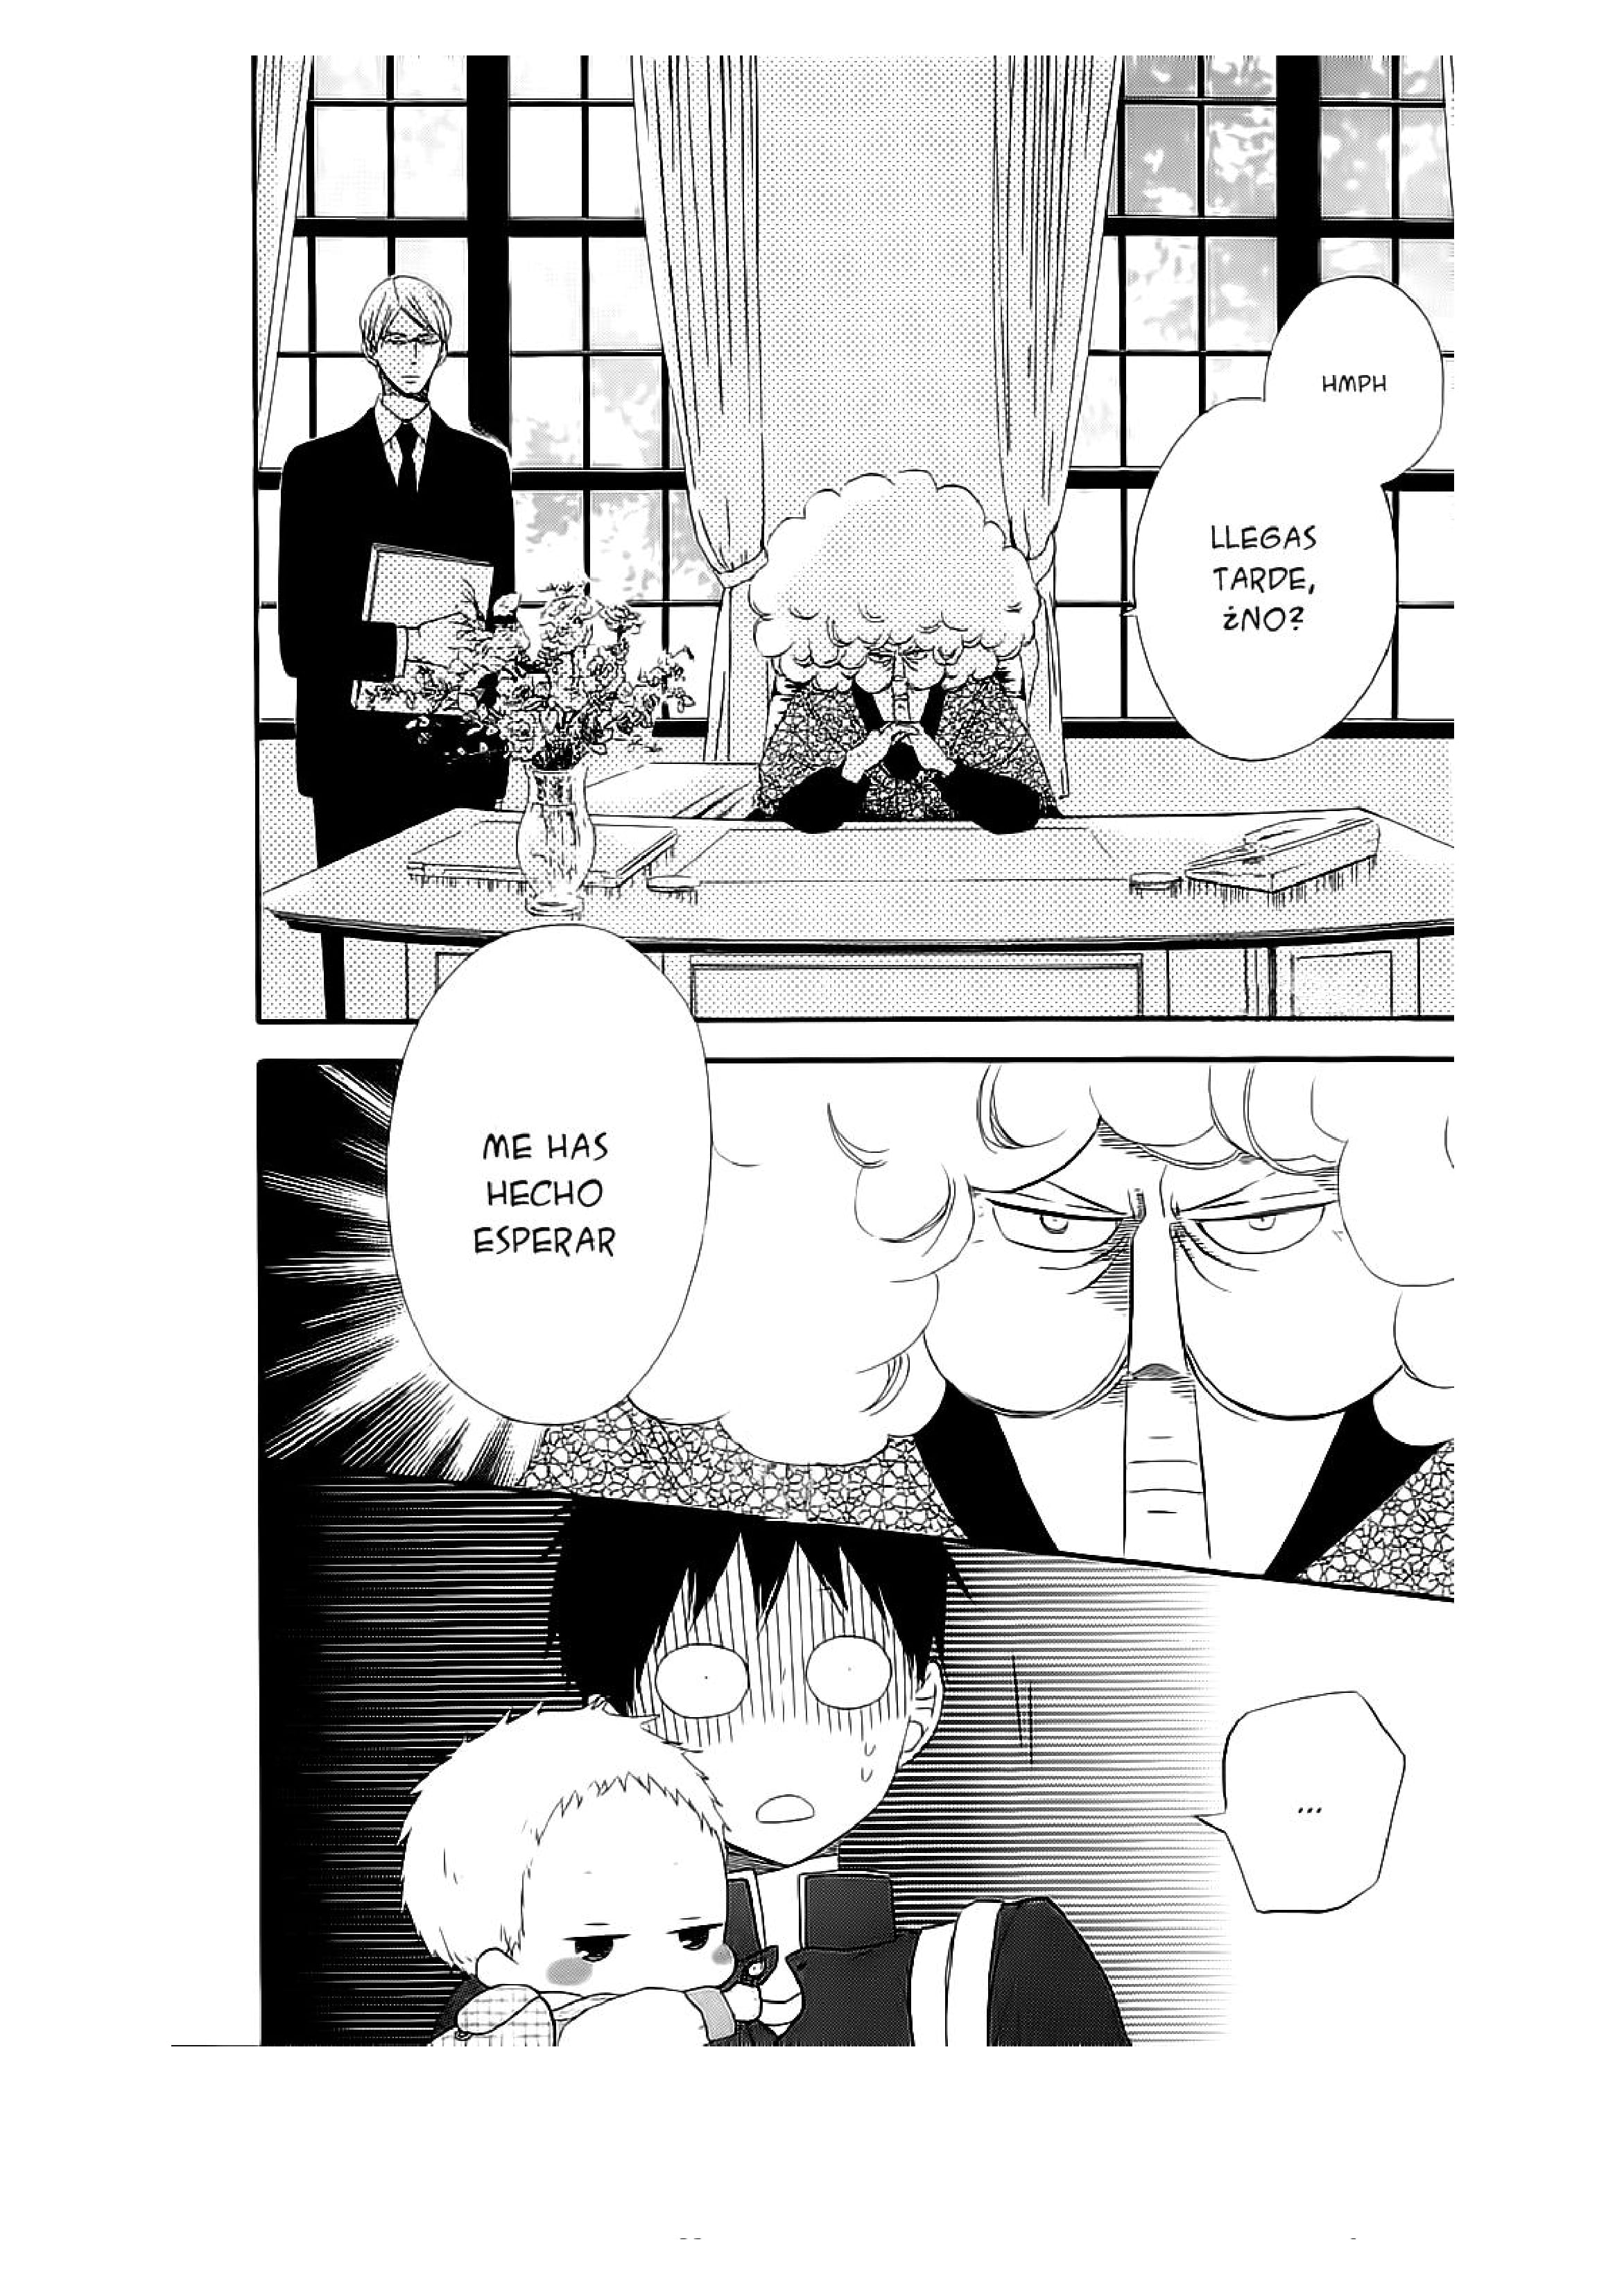 HMPH
LLEGAS
TARDE,
¿NO?
ME HAS
HECHO
ESPERAR
...